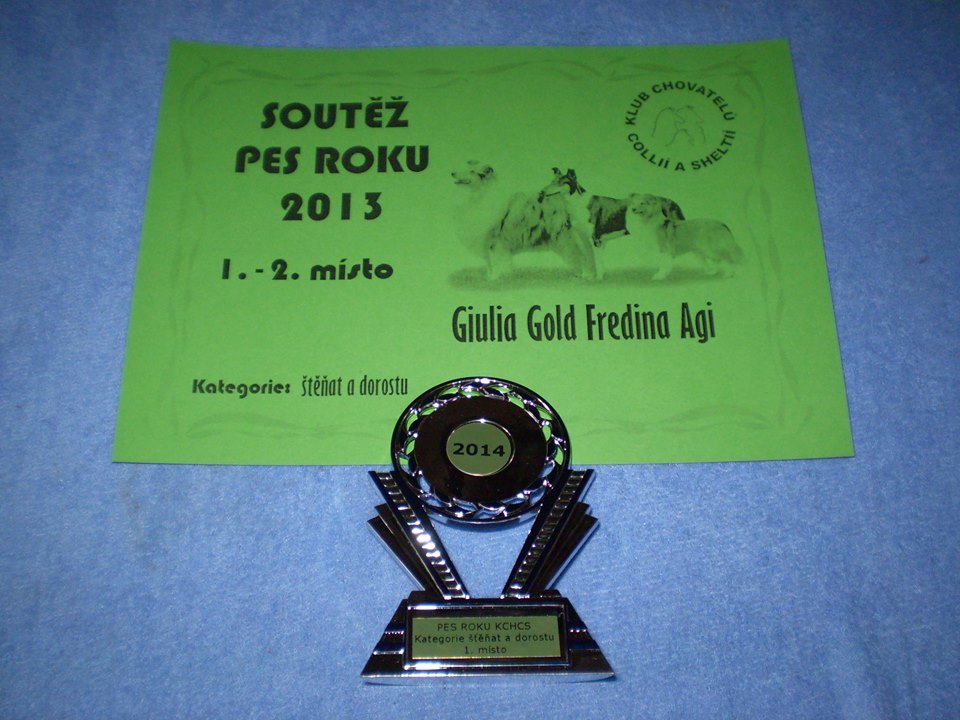 SOUTĚŽ
PES ROKU
2013
1. - 2. místo
KLUB CHOVATELŮ
COLLIÍ A SHELTIÍ
Giulia Gold Fredina Agi
Kategorie: štěňat a dorostu
2014
PES ROKU KCHCS
Kategorie štěňat a dorostu
1. místo